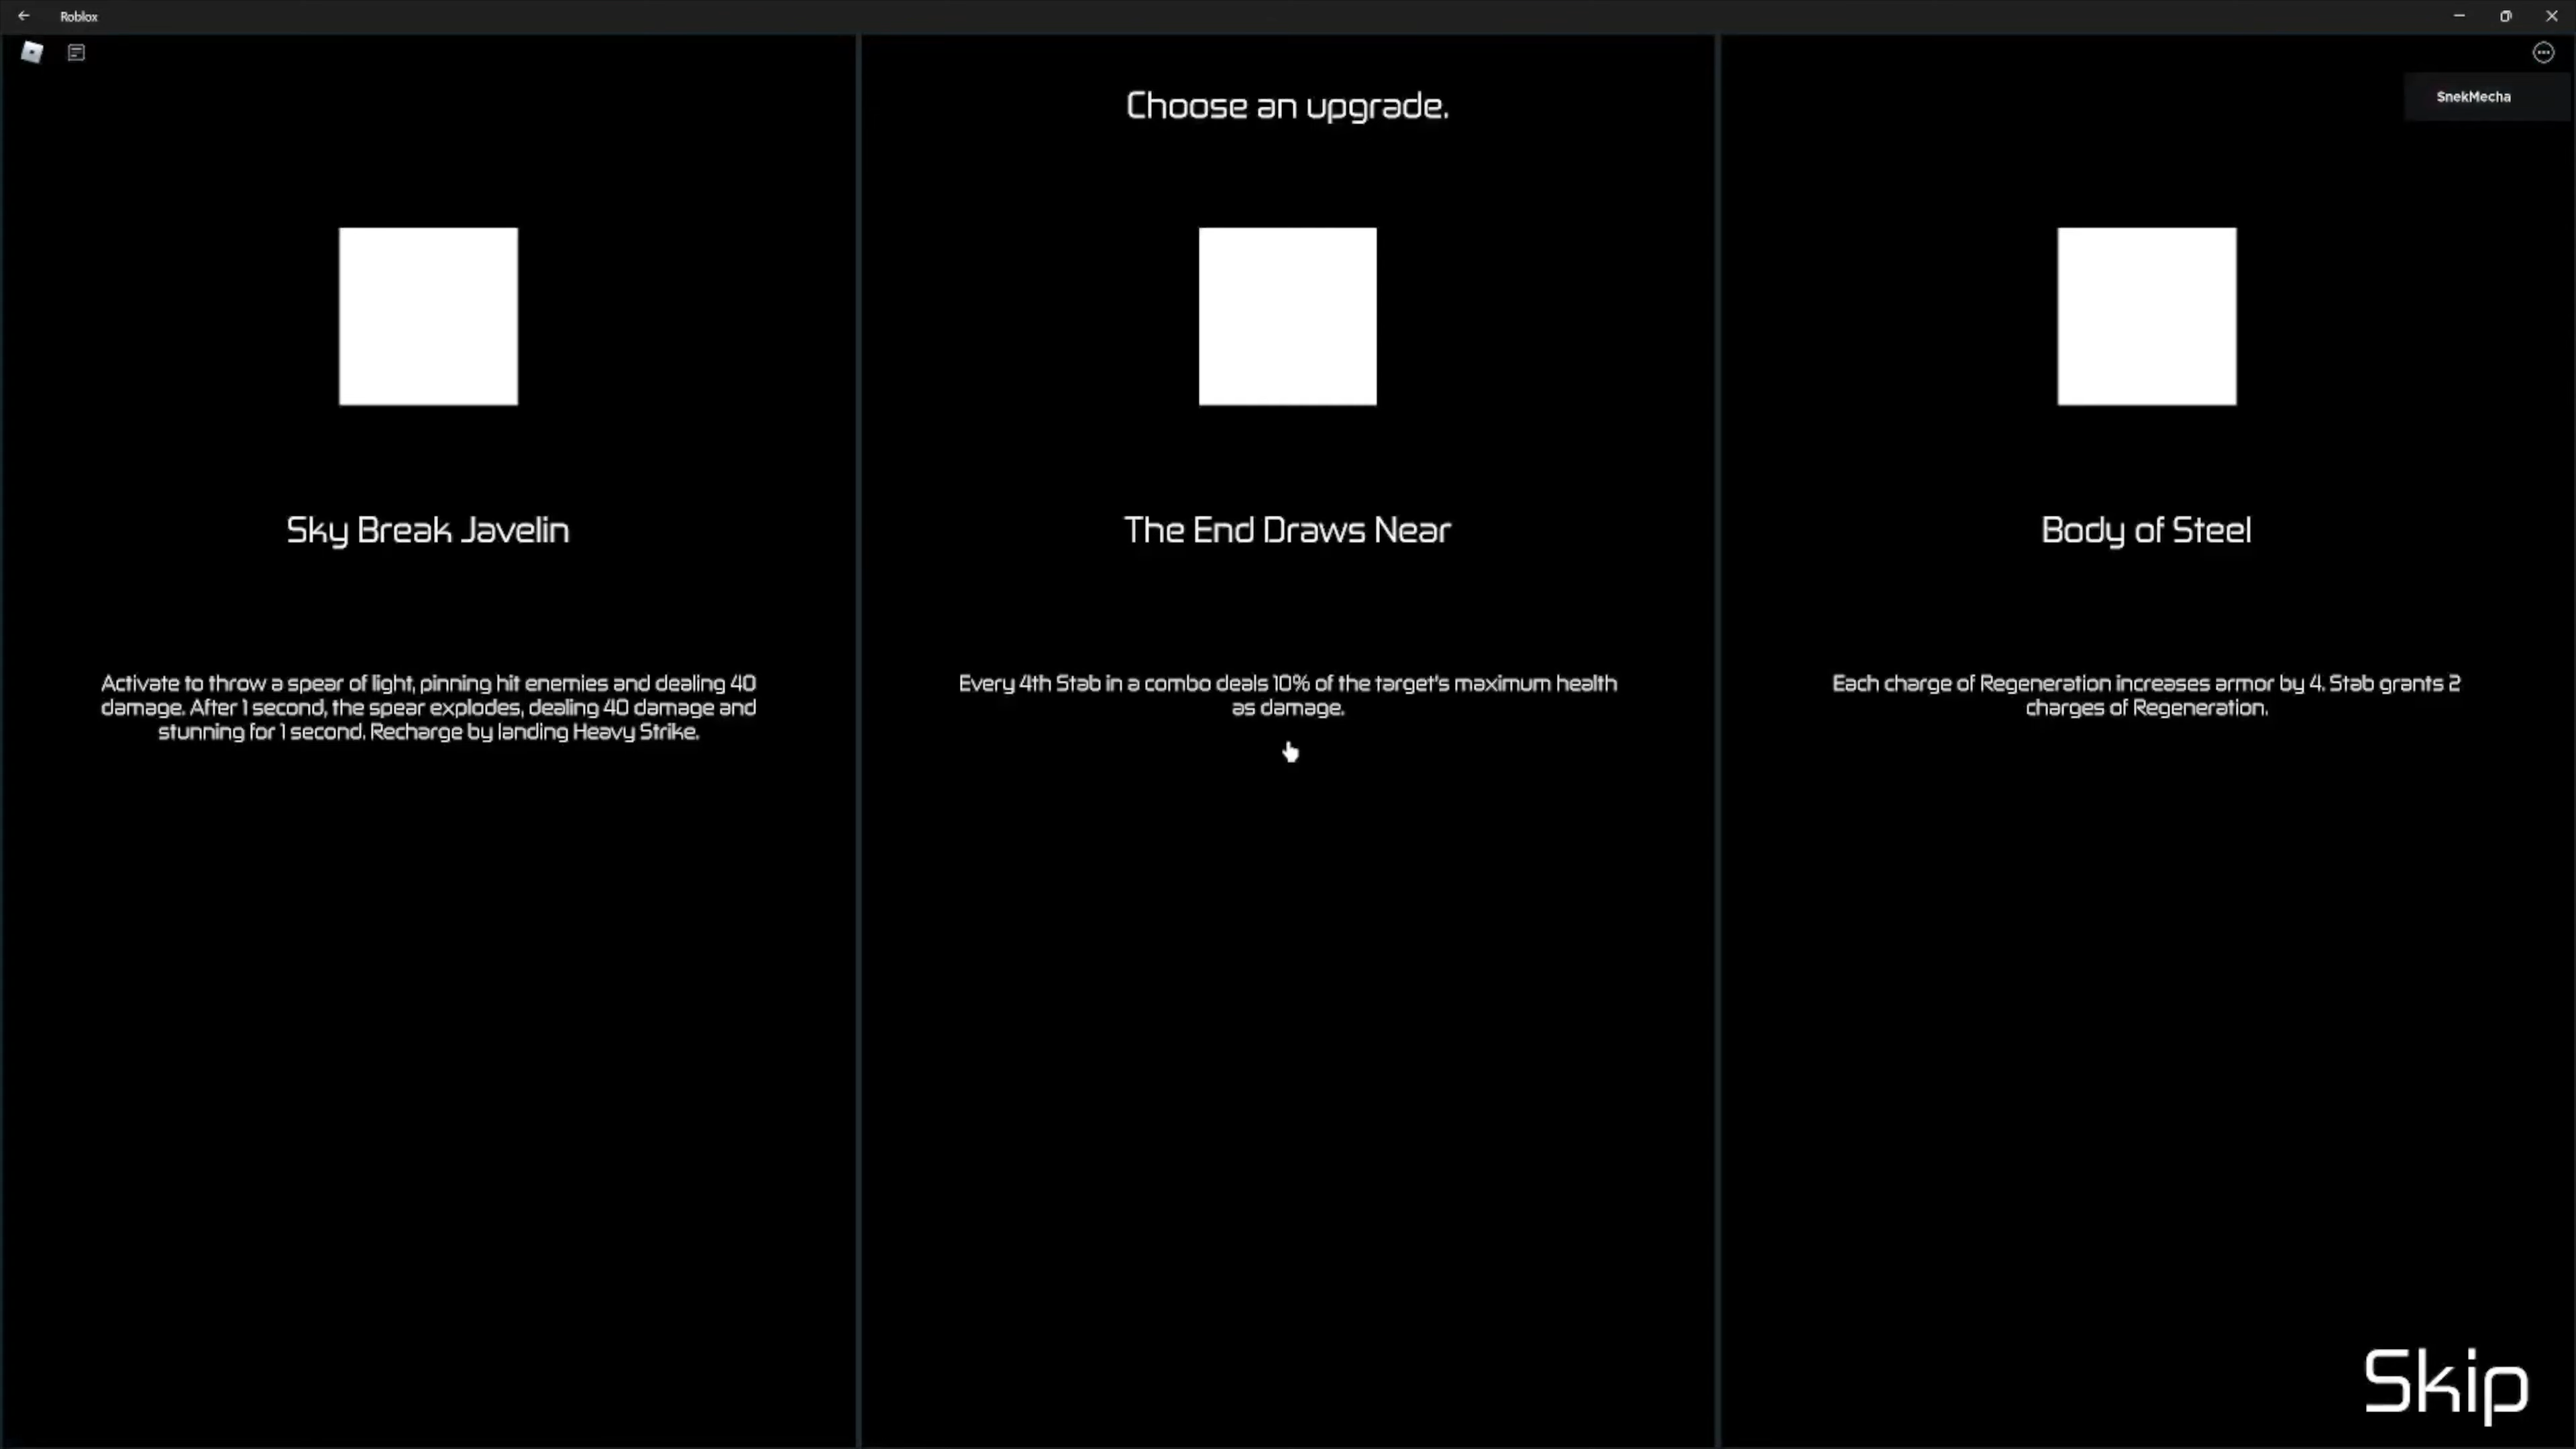 Roblox
SnekMecha
Choose an upgrade.
Sky Break Javelin
Activate to throw a spear of light, pinning hit enemies and dealing 40
damage. After 1 second, the spear explodes, dealing 40 damage and
stunning for 1 second. Recharge by landing Heavy Strike.
The End Draws Near
Every 4th Stab in a combo deals 10% of the target's maximum health
as damage.
Body of Steel
Each charge of Regeneration increases armor by 4. Stab grants 2
charges of Regeneration.
Skip